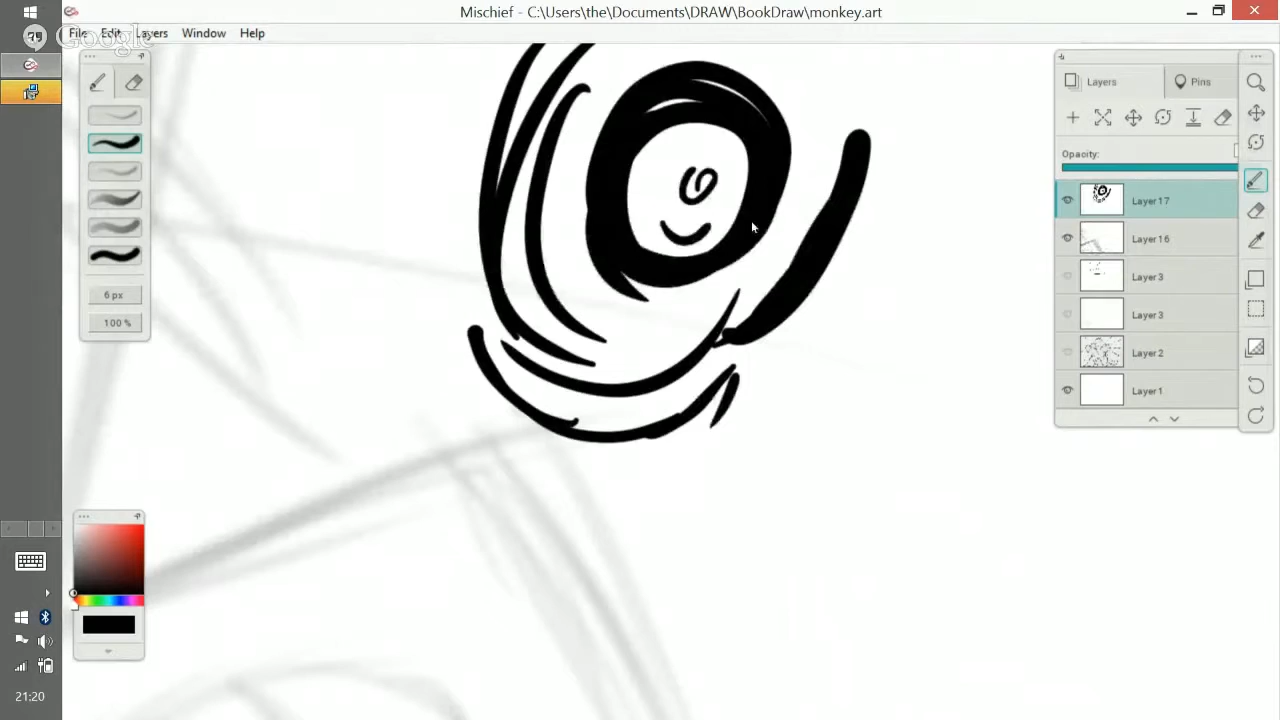 Mischief - C:\Users\the\Documents\DRAW\BookDraw\monkey.art
File Edit Layers Window Help
Google
Layers Pins
Opacity:
Layer 17
Layer 16
Layer 3
Layer 3
Layer 2
Layer 1
6 px
100 %
21:20